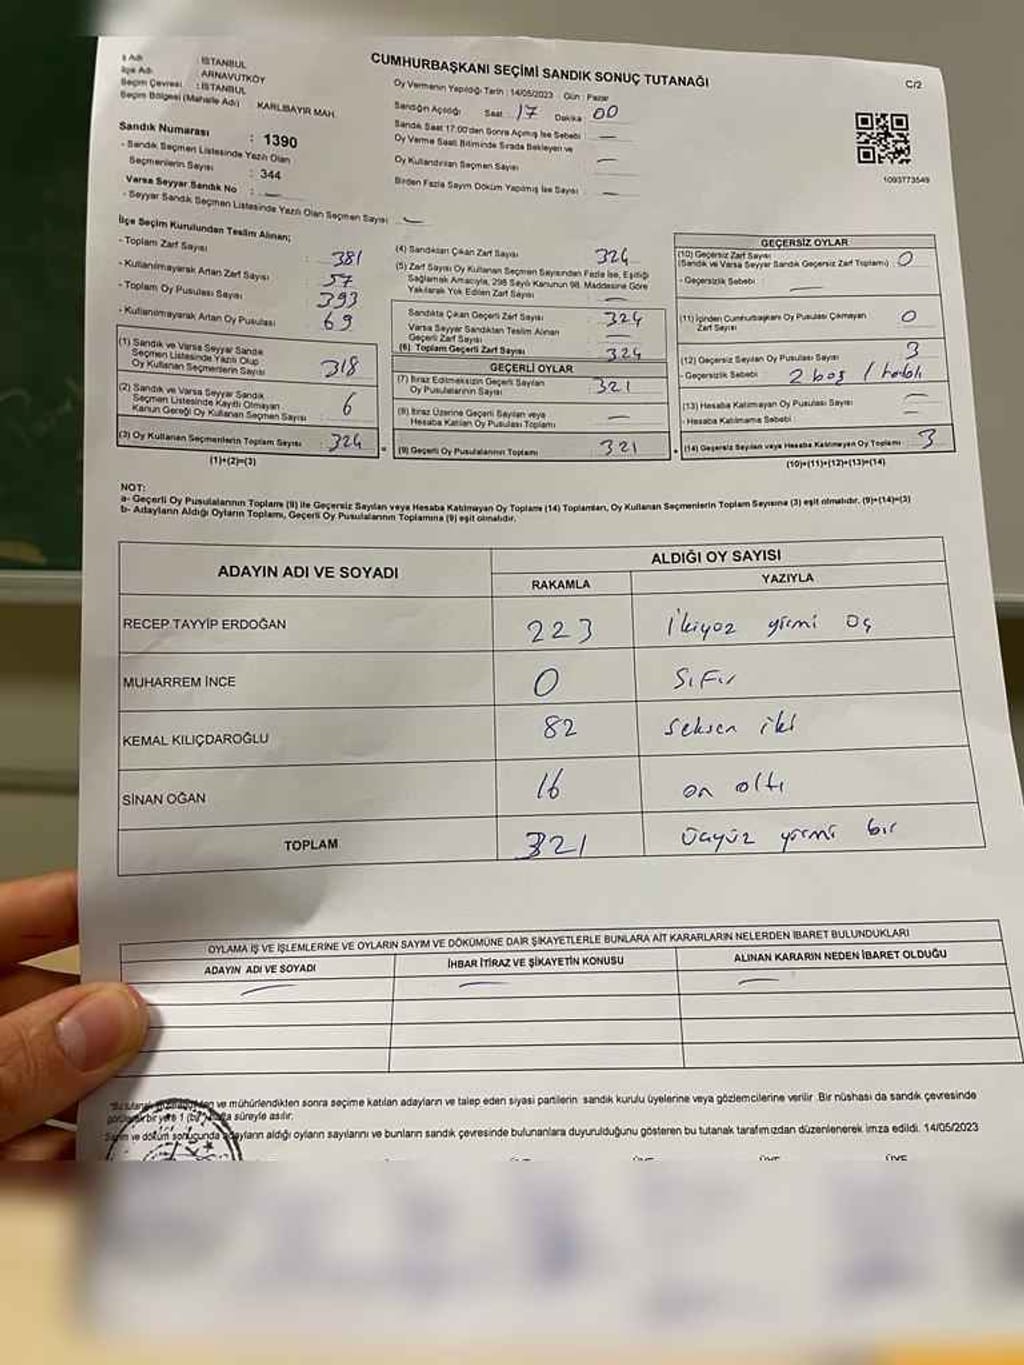 CUMHURBAŞKANI SEÇİMİ SANDIK SONUÇ TUTANAĞI
C/2
İl Adı : İSTANBUL
İlçe Adı : ARNAVUTKÖY
Seçim Çevresi : İSTANBUL
Seçim Bölgesi (Mahalle Adı) KARLIBAYIR MAH.
Sandık Numarası : 1390
- Sandık Seçmen Listesinde Yazılı Olan
Seçmenlerin Sayısı : 344
Varsa Seyyar Sandık No : —
- Seyyar Sandık Seçmen Listesinde Yazılı Olan Seçmen Sayısı : —
Oy Vermenin Yapıldığı Tarih : 14/05/2023 Gün : Pazar
Sandığın Açıldığı Saat : 17 Dakika : 00
Sandık Saat 17:00'den Sonra Açılmış İse Sebebi : —
Oy Verme Saati Bitiminde Sırada Bekleyen ve
Oy Kullandırılan Seçmen Sayısı : —
Birden Fazla Sayım Döküm Yapılmış İse Sayısı : —
1093773549
İlçe Seçim Kurulundan Teslim Alınan;
- Toplam Zarf Sayısı : 381
- Kullanılmayarak Artan Zarf Sayısı : 57
- Toplam Oy Pusulası Sayısı : 393
- Kullanılmayarak Artan Oy Pusulası : 69
(1) Sandık ve Varsa Seyyar Sandık
Seçmen Listesinde Yazılı Olup
Oy Kullanan Seçmenlerin Sayısı : 318
(2) Sandık ve Varsa Seyyar Sandık
Seçmen Listesinde Kayıtlı Olmayan
Kanun Gereği Oy Kullanan Seçmen Sayısı : 6
(3) Oy Kullanan Seçmenlerin Toplam Sayısı : 324
(1)+(2)=(3)
(4) Sandıktan Çıkan Zarf Sayısı : 324
(5) Zarf Sayısı Oy Kullanan Seçmen Sayısından Fazla İse, Eşitliği
Sağlamak Amacıyla, 298 Sayılı Kanunun 98. Maddesine Göre
Yakılarak Yok Edilen Zarf Sayısı : —
Sandıkta Çıkan Geçerli Zarf Sayısı : 324
Varsa Seyyar Sandıktan Teslim Alınan
Geçerli Zarf Sayısı : —
(6) Toplam Geçerli Zarf Sayısı : 324
GEÇERLİ OYLAR
(7) İtiraz Edilmeksizin Geçerli Sayılan
Oy Pusulalarının Sayısı : 321
(8) İtiraz Üzerine Geçerli Sayılan veya
Hesaba Katılan Oy Pusulası Toplamı : —
(9) Geçerli Oy Pusulalarının Toplamı : 321
GEÇERSİZ OYLAR
(10) Geçersiz Zarf Sayısı
(Sandık ve Varsa Seyyar Sandık Geçersiz Zarf Toplamı) : 0
- Geçersizlik Sebebi : —
(11) İçinden Cumhurbaşkanı Oy Pusulası Çıkmayan
Zarf Sayısı : 0
(12) Geçersiz Sayılan Oy Pusulası Sayısı : 3
- Geçersizlik Sebebi : 2 boş 1 hatalı
(13) Hesaba Katılmayan Oy Pusulası Sayısı : —
- Hesaba Katılmama Sebebi : —
(14) Geçersiz Sayılan veya Hesaba Katılmayan Oy Toplamı : 3
(10)+(11)+(12)+(13)=(14)
NOT:
a- Geçerli Oy Pusulalarının Toplamı (9) ile Geçersiz Sayılan veya Hesaba Katılmayan Oy Toplamı (14) Toplamları, Oy Kullanan Seçmenlerin Toplam Sayısına (3) eşit olmalıdır. (9)+(14)=(3)
b- Adayların Aldığı Oyların Toplamı, Geçerli Oy Pusulalarının Toplamına (9) eşit olmalıdır.
ADAYIN ADI VE SOYADI
ALDIĞI OY SAYISI
RAKAMLA YAZIYLA
RECEP TAYYİP ERDOĞAN 223 İkiyüz yirmi üç
MUHARREM İNCE 0 Sıfır
KEMAL KILIÇDAROĞLU 82 seksen iki
SİNAN OĞAN 16 on altı
TOPLAM 321 üçyüz yirmi bir
OYLAMA İŞ VE İŞLEMLERİNE VE OYLARIN SAYIM VE DÖKÜMÜNE DAİR ŞİKAYETLERLE BUNLARA AİT KARARLARIN NELERDEN İBARET BULUNDUKLARI
ADAYIN ADI VE SOYADI İHBAR İTİRAZ VE ŞİKAYETİN KONUSU ALINAN KARARIN NEDEN İBARET OLDUĞU
— — —
ve mühürlendikten sonra seçime katılan adayların ve talep eden siyasi partilerin sandık kurulu üyelerine veya gözlemcilerine verilir. Bir nüshası da sandık çevresinde
bir yere 1 (bir) hafta süreyle asılır.
Sayım ve döküm sonucunda adayların aldığı oyların sayılarını ve bunların sandık çevresinde bulunanlara duyurulduğunu gösteren bu tutanak tarafımızdan düzenlenerek imza edildi. 14/05/2023